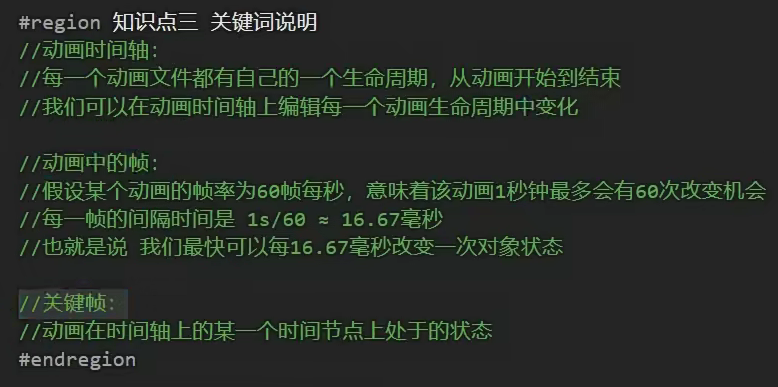 #region 知识点三 关键词说明
//动画时间轴:
//每一个动画文件都有自己的一个生命周期，从动画开始到结束
//我们可以在动画时间轴上编辑每一个动画生命周期中变化
//动画中的帧:
//假设某个动画的帧率为60帧每秒，意味着该动画1秒钟最多会有60次改变机会
//每一帧的间隔时间是 1s/60 ≈ 16.67毫秒
//也就是说 我们最快可以每16.67毫秒改变一次对象状态
//关键帧:
//动画在时间轴上的某一个时间节点上处于的状态
#endregion